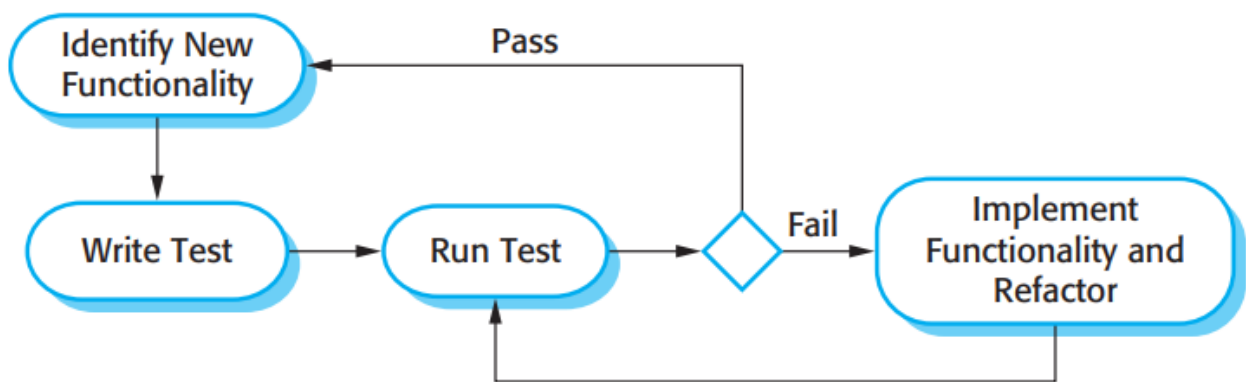 Identify New
Functionality
Pass
Write Test
Run Test
Fail
Implement
Functionality and
Refactor